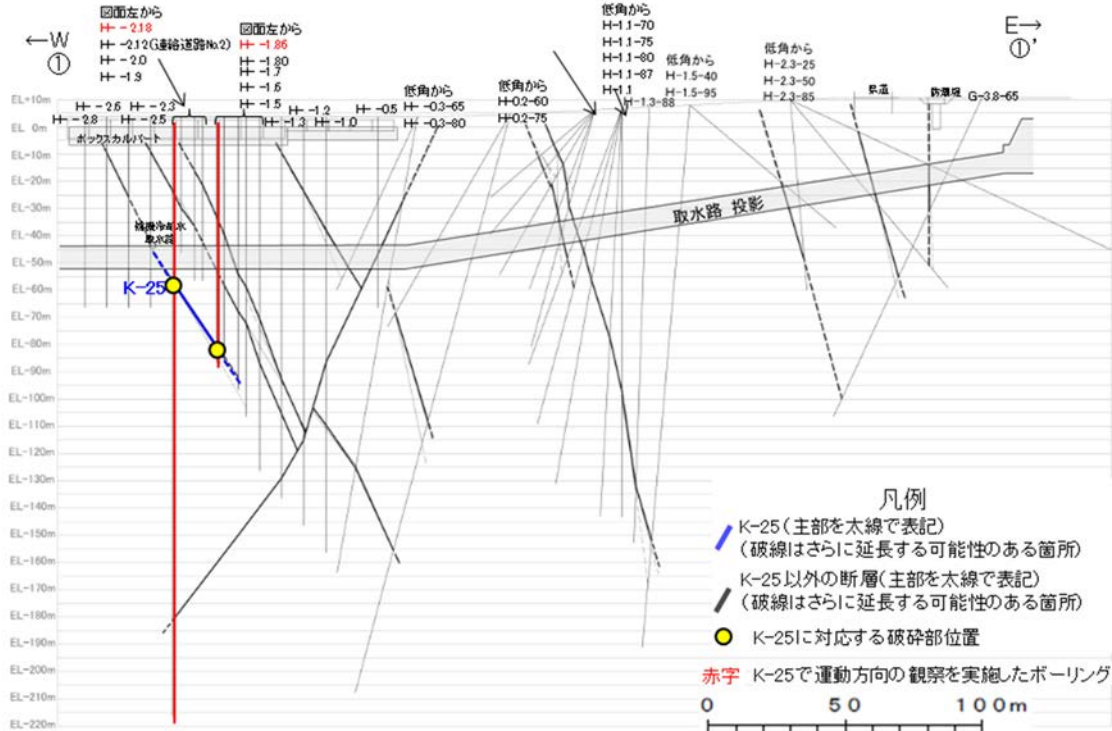 ←W
①
図面左から
H- -2.18
H- -2.12(G連絡道路No.2)
H- -2.0
H- -1.9
図面左から
H- -1.86
H- -1.80
H- -1.7
H- -1.6
H- -1.5
H- -2.6
H- -2.3
H- -2.8
H- -2.5
H- -1.2
H- -0.5
H- -1.3
H- -1.0
低角から
H- -0.3-65
H- -0.3-80
低角から
H-0.2-60
H-0.2-75
低角から
H-1.1-70
H-1.1-75
H-1.1-80
H-1.1-87
H-1.1
H-1.3-88
低角から
H-1.5-40
H-1.5-95
低角から
H-2.3-25
H-2.3-50
H-2.3-85
県道
防潮堤
G-3.8-65
E→
①'
ボックスカルバート
補機冷却水
取水路
K-25
取水路 投影
EL+10m
EL 0m
EL-10m
EL-20m
EL-30m
EL-40m
EL-50m
EL-60m
EL-70m
EL-80m
EL-90m
EL-100m
EL-110m
EL-120m
EL-130m
EL-140m
EL-150m
EL-160m
EL-170m
EL-180m
EL-190m
EL-200m
EL-210m
EL-220m
凡例
K-25(主部を太線で表記)
(破線はさらに延長する可能性のある箇所)
K-25以外の断層(主部を太線で表記)
(破線はさらに延長する可能性のある箇所)
K-25に対応する破砕部位置
赤字 K-25で運動方向の観察を実施したボーリング
0 50 100m